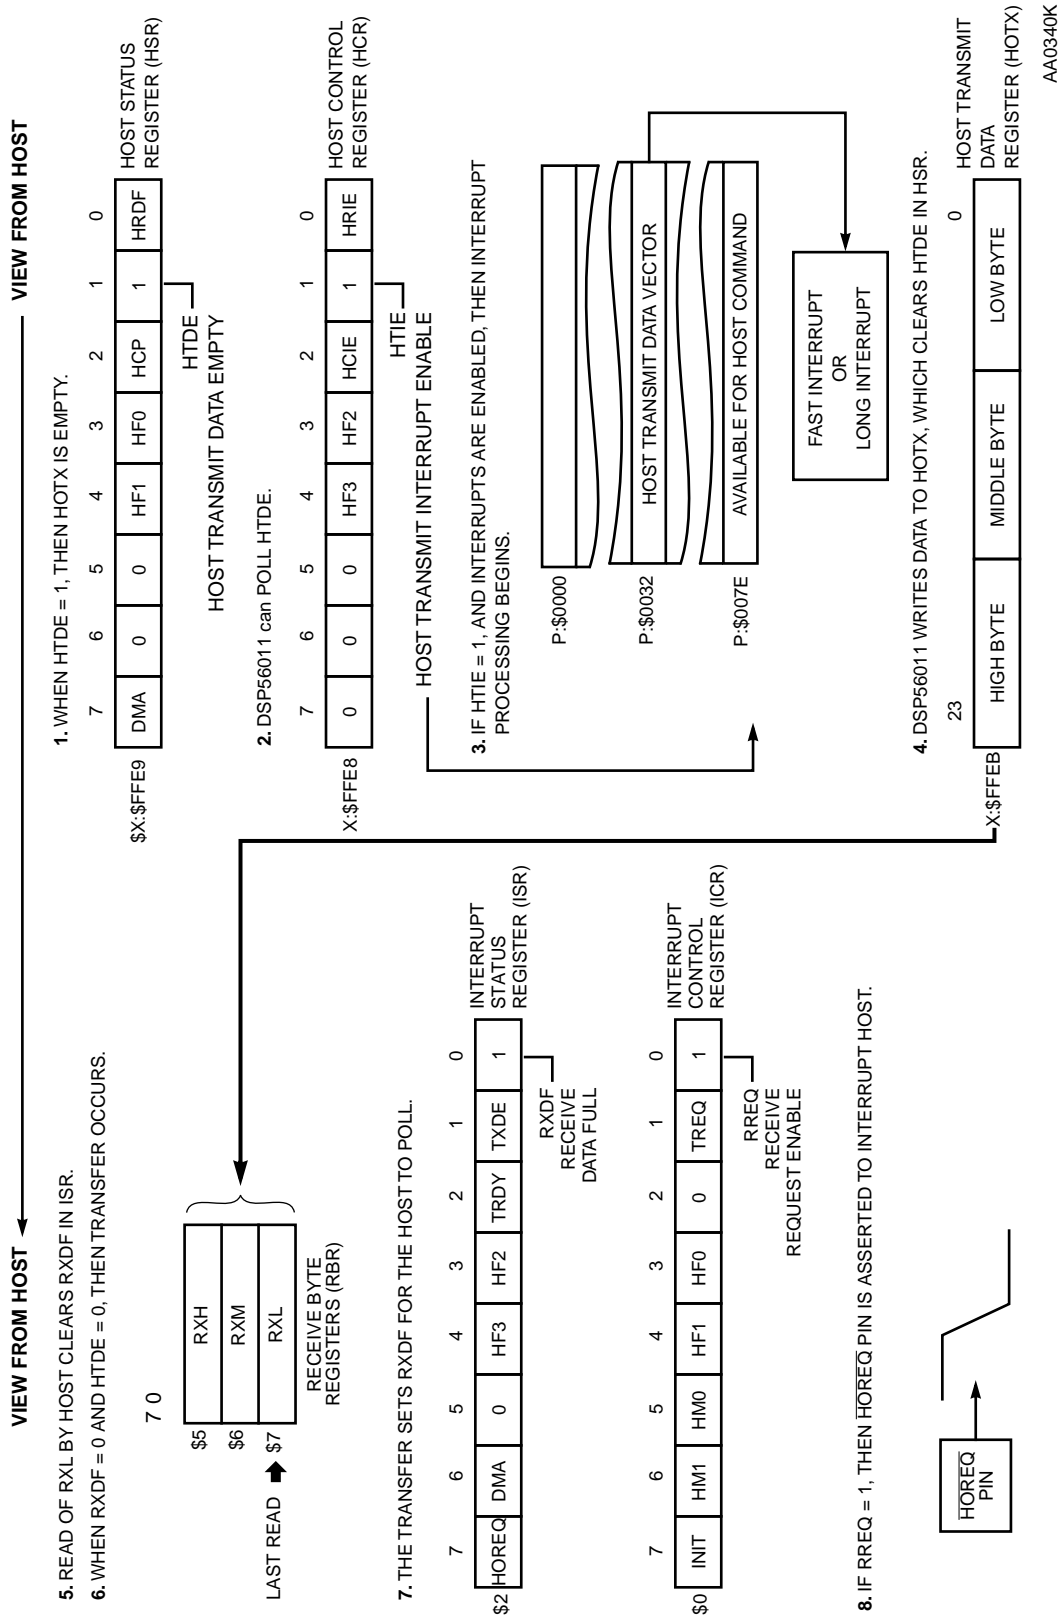 VIEW FROM HOST
VIEW FROM HOST
5. READ OF RXL BY HOST CLEARS RXDF IN ISR.
6. WHEN RXDF = 0 AND HTDE = 0, THEN TRANSFER OCCURS.
7 0
$5 RXH
$6 RXM
LAST READ $7 RXL
RECEIVE BYTE
REGISTERS (RBR)
7. THE TRANSFER SETS RXDF FOR THE HOST TO POLL.
7 6 5 4 3 2 1 0
$2 HOREQ DMA 0 HF3 HF2 TRDY TXDE 1
INTERRUPT
STATUS
REGISTER (ISR)
RXDF
RECEIVE
DATA FULL
7 6 5 4 3 2 1 0
$0 INIT HM1 HM0 HF1 HF0 0 TREQ 1
INTERRUPT
CONTROL
REGISTER (ICR)
RREQ
RECEIVE
REQUEST ENABLE
8. IF RREQ = 1, THEN HOREQ PIN IS ASSERTED TO INTERRUPT HOST.
HOREQ
PIN
1. WHEN HTDE = 1, THEN HOTX IS EMPTY.
7 6 5 4 3 2 1 0
$X:$FFE9 DMA 0 0 HF1 HF0 HCP 1 HRDF
HOST STATUS
REGISTER (HSR)
HTDE
HOST TRANSMIT DATA EMPTY
2. DSP56011 can POLL HTDE.
7 6 5 4 3 2 1 0
X:$FFE8 0 0 0 HF3 HF2 HCIE 1 HRIE
HOST CONTROL
REGISTER (HCR)
HTIE
HOST TRANSMIT INTERRUPT ENABLE
3. IF HTIE = 1, AND INTERRUPTS ARE ENABLED, THEN INTERRUPT
PROCESSING BEGINS.
P:$0000
P:$0032 HOST TRANSMIT DATA VECTOR
P:$007E AVAILABLE FOR HOST COMMAND
FAST INTERRUPT
OR
LONG INTERRUPT
4. DSP56011 WRITES DATA TO HOTX, WHICH CLEARS HTDE IN HSR.
23 0
X:$FFEB HIGH BYTE MIDDLE BYTE LOW BYTE
HOST TRANSMIT
DATA
REGISTER (HOTX)
AA0340K